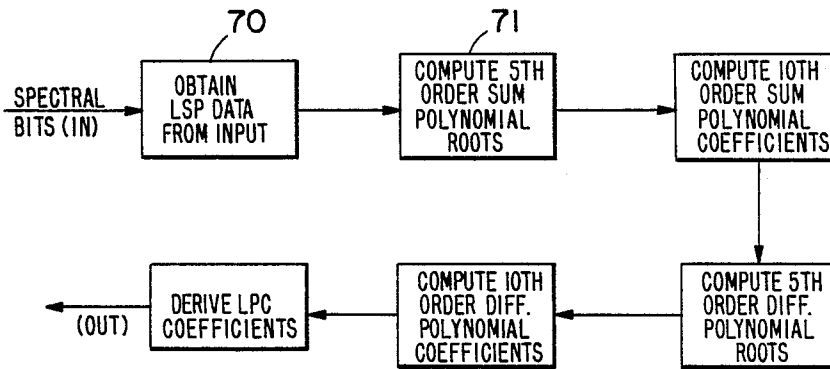 70
71
SPECTRAL
BITS (IN)
OBTAIN
LSP DATA
FROM INPUT
COMPUTE 5TH
ORDER SUM
POLYNOMIAL
ROOTS
COMPUTE 10TH
ORDER SUM
POLYNOMIAL
COEFFICIENTS
COMPUTE 5TH
ORDER DIFF.
POLYNOMIAL
ROOTS
COMPUTE 10TH
ORDER DIFF.
POLYNOMIAL
COEFFICIENTS
DERIVE LPC
COEFFICIENTS
(OUT)